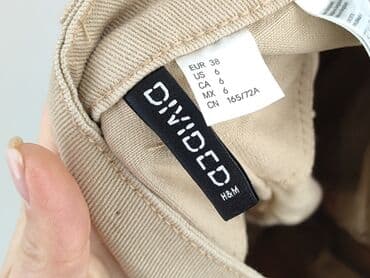 EUR 38
US 6
CA 6
MX 6
CN 165/72A
DIVIDED
H&M